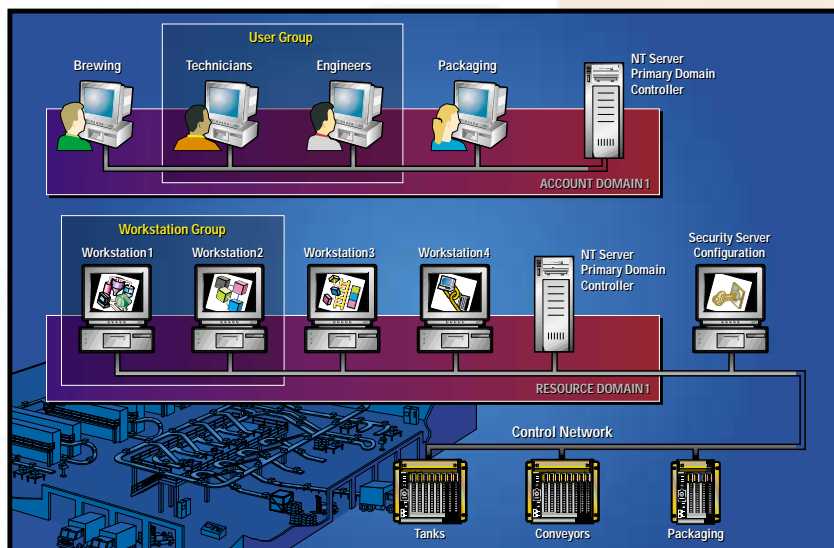 User Group
Brewing
Technicians
Engineers
Packaging
NT Server
Primary Domain
Controller
ACCOUNT DOMAIN1
Workstation Group
Workstation1
Workstation2
Workstation3
Workstation4
NT Server
Primary Domain
Controller
Security Server
Configuration
RESOURCE DOMAIN1
Control Network
Tanks
Conveyors
Packaging